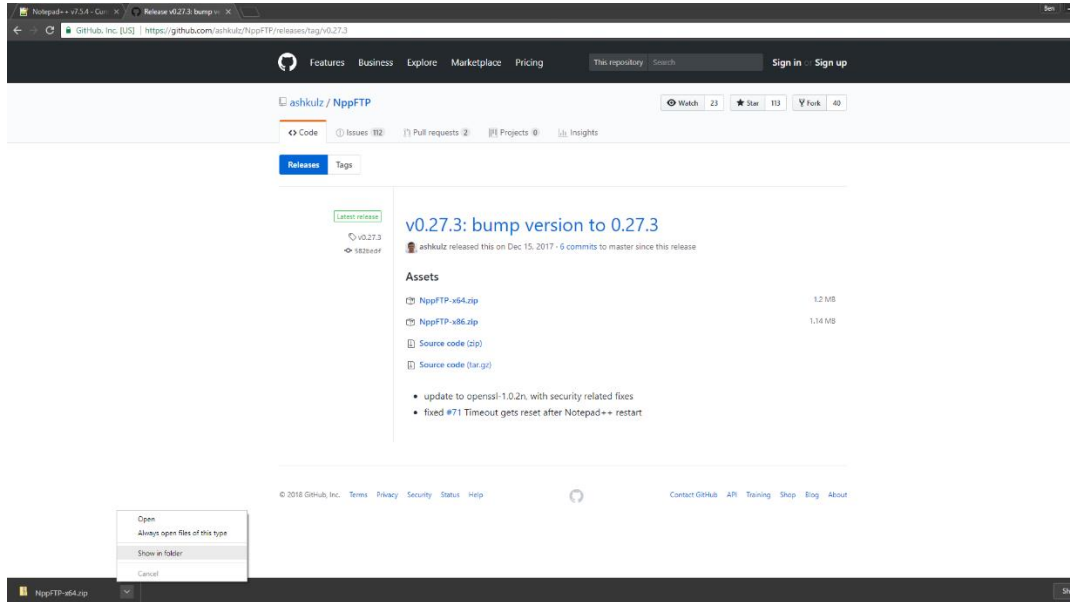 Notepad++ v7.5.4 - Curr
Release v0.27.3: bump ve
Ben
GitHub, Inc. [US] | https://github.com/ashkulz/NppFTP/releases/tag/v0.27.3
Features Business Explore Marketplace Pricing This repository Search Sign in or Sign up
ashkulz / NppFTP Watch 23 Star 113 Fork 40
Code Issues 112 Pull requests 2 Projects 0 Insights
Releases Tags
Latest release
v0.27.3: bump version to 0.27.3
v0.27.3
ashkulz released this on Dec 15, 2017 · 6 commits to master since this release
Assets
NppFTP-x64.zip 1.2 MB
NppFTP-x86.zip 1.14 MB
Source code (zip)
Source code (tar.gz)
• update to openssl-1.0.2n, with security related fixes
• fixed #71 Timeout gets reset after Notepad++ restart
© 2018 GitHub, Inc. Terms Privacy Security Status Help Contact GitHub API Training Shop Blog About
Open
Always open files of this type
Show in folder
Cancel
NppFTP-x64.zip
Sh